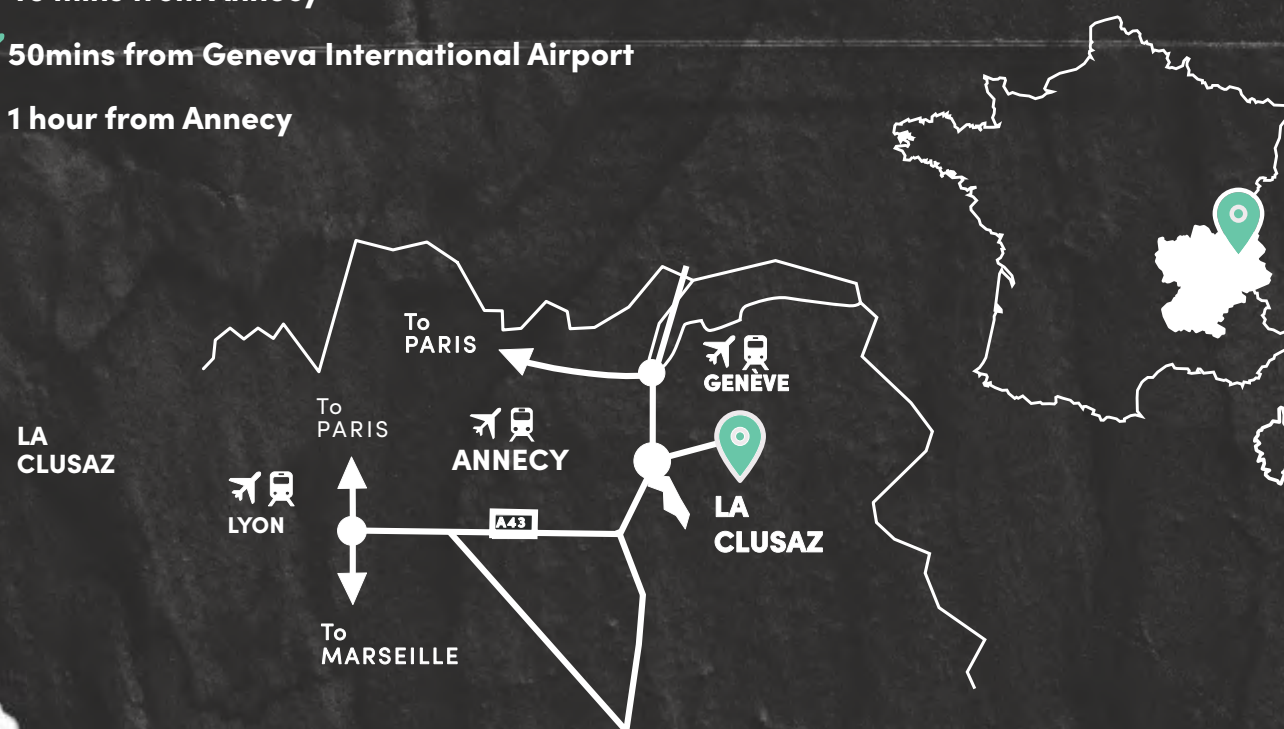 50mins from Geneva International Airport
1 hour from Annecy
To
PARIS
GENÈVE
To
PARIS
ANNECY
LA
CLUSAZ
LYON
A43
LA
CLUSAZ
To
MARSEILLE